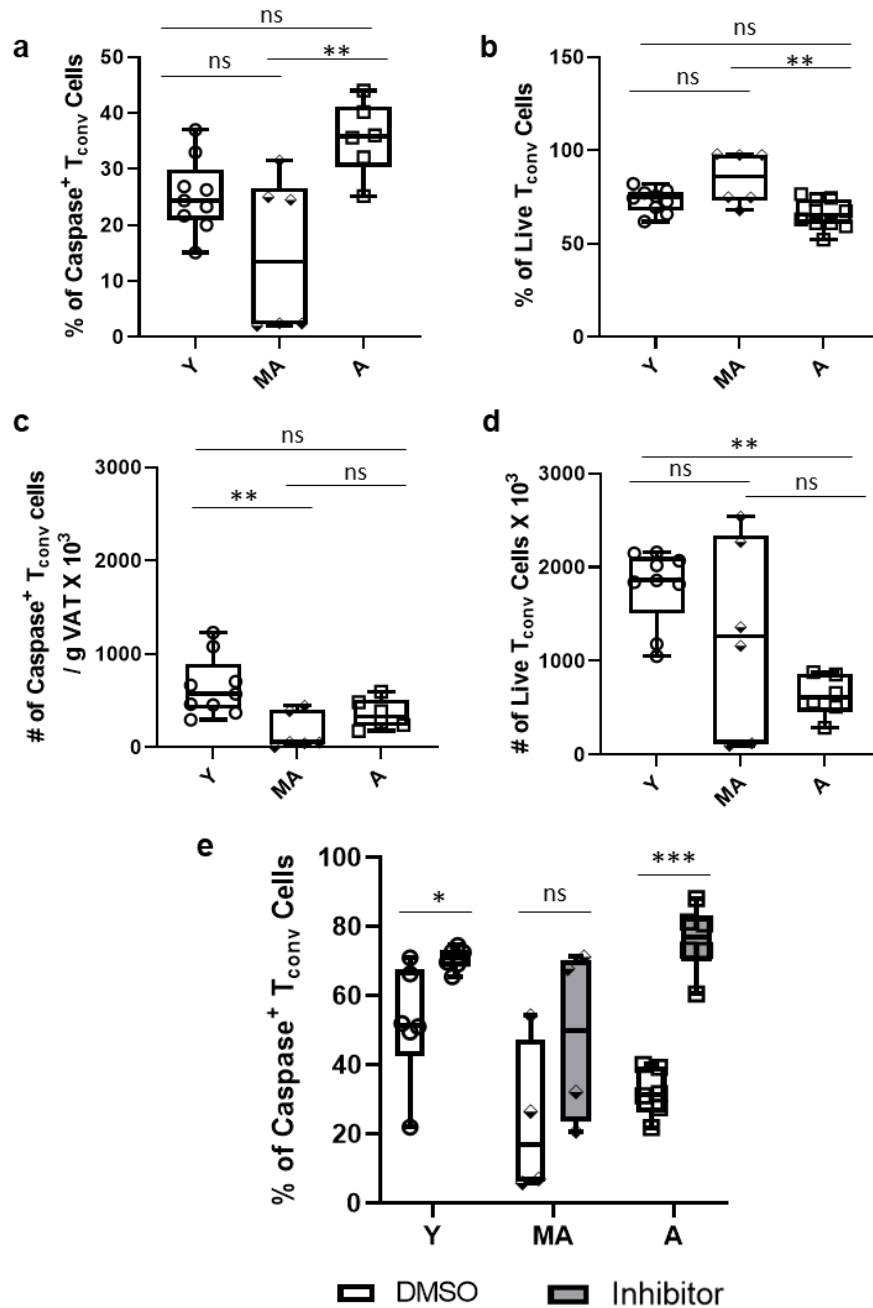 a
ns
ns
**
% of Caspase+ Tconv Cells
50
40
30
20
10
0
Y
MA
A
b
ns
ns
**
% of Live Tconv Cells
150
100
50
0
Y
MA
A
c
ns
**
ns
# of Caspase+ Tconv cells
/ g VAT X 10³
3000
2000
1000
0
Y
MA
A
d
**
ns
ns
# of Live Tconv Cells X 10³
3000
2000
1000
0
Y
MA
A
e
% of Caspase+ Tconv Cells
100
80
60
40
20
0
*
ns
***
Y
MA
A
DMSO
Inhibitor